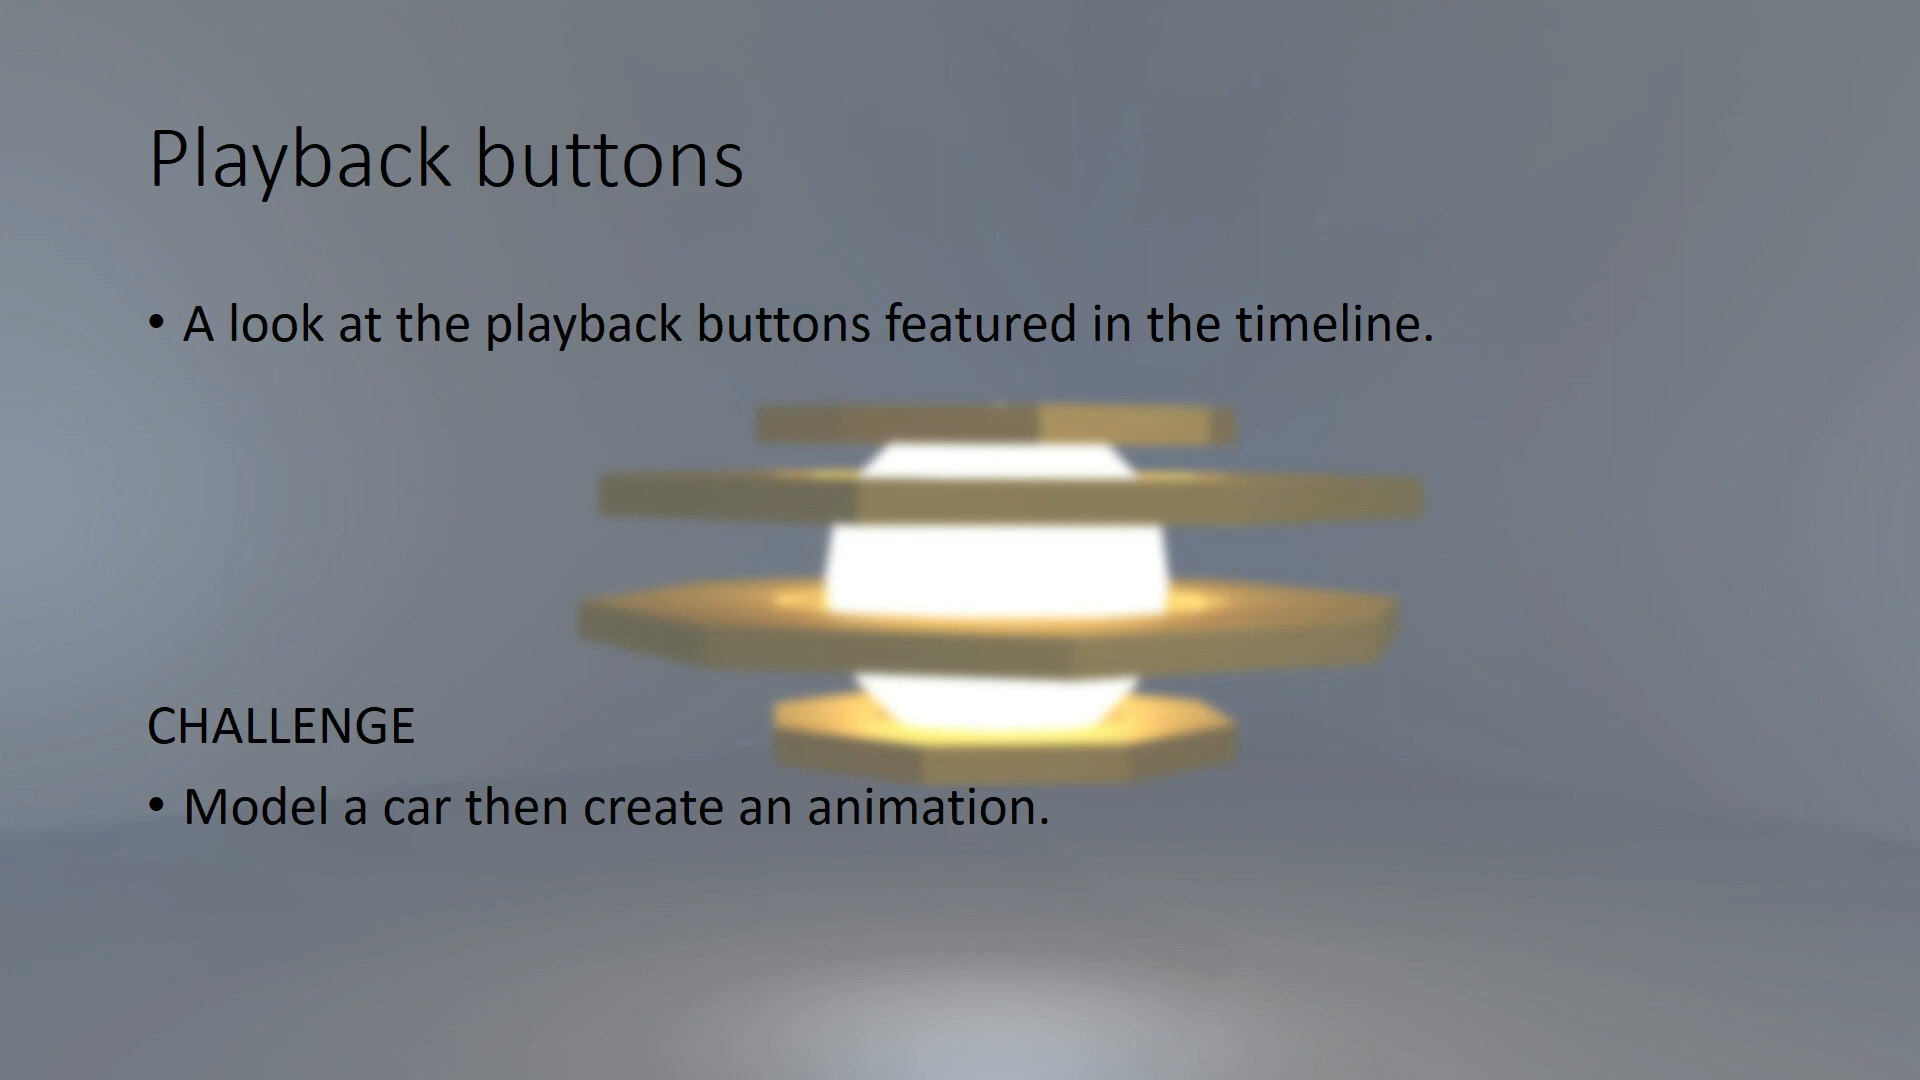 Playback buttons
• A look at the playback buttons featured in the timeline.
CHALLENGE
• Model a car then create an animation.